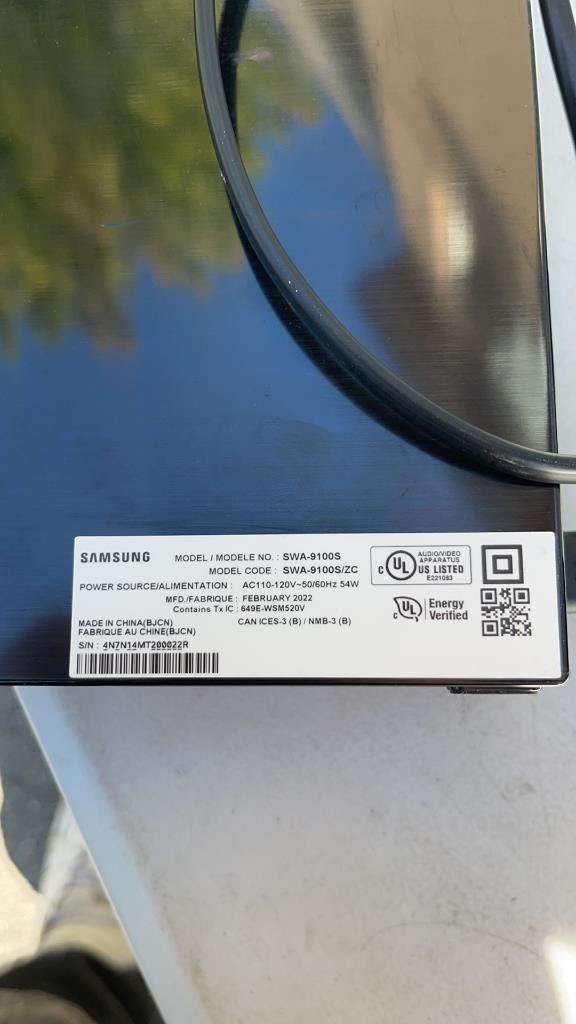 SAMSUNG
MODEL / MODELE NO. : SWA-9100S
MODEL CODE : SWA-9100S/ZC
POWER SOURCE/ALIMENTATION : AC110-120V~50/60Hz 54W
MFD./FABRIQUE : FEBRUARY 2022
Contains Tx IC : 649E-WSM520V
MADE IN CHINA(BJCN)
FABRIQUE AU CHINE(BJCN)
CAN ICES-3 (B) / NMB-3 (B)
S/N : 4N7N14MT200022R
C UL
AUDIO/VIDEO
APPARATUS
US LISTED
E221083
C UL
Energy
Verified